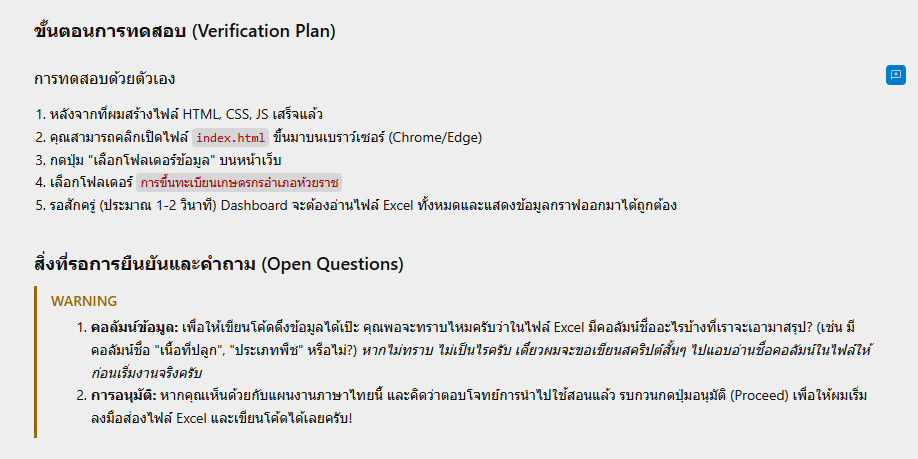 ขั้นตอนการทดสอบ (Verification Plan)
การทดสอบด้วยตัวเอง
1. หลังจากที่ผมสร้างไฟล์ HTML, CSS, JS เสร็จแล้ว
2. คุณสามารถคลิกเปิดไฟล์ index.html ขึ้นมาบนเบราว์เซอร์ (Chrome/Edge)
3. กดปุ่ม "เลือกโฟลเดอร์ข้อมูล" บนหน้าเว็บ
4. เลือกโฟลเดอร์ การขึ้นทะเบียนเกษตรกรอำเภอห้วยราช
5. รอสักครู่ (ประมาณ 1-2 วินาที) Dashboard จะต้องอ่านไฟล์ Excel ทั้งหมดและแสดงข้อมูลกราฟออกมาได้ถูกต้อง
สิ่งที่รอการยืนยันและคำถาม (Open Questions)
WARNING
1. คอลัมน์ข้อมูล: เพื่อให้เขียนโค้ดดึงข้อมูลได้เป๊ะ คุณพอจะทราบไหมครับว่าในไฟล์ Excel มีคอลัมน์ชื่ออะไรบ้างที่เราจะเอามาสรุป? (เช่น มี
คอลัมน์ชื่อ "เนื้อที่ปลูก", "ประเภทพืช" หรือไม่?) หากไม่ทราบ ไม่เป็นไรครับ เดี๋ยวผมจะขอเขียนสคริปต์สั้นๆ ไปแอบอ่านชื่อคอลัมน์ในไฟล์ให้
ก่อนเริ่มงานจริงครับ
2. การอนุมัติ: หากคุณเห็นด้วยกับแผนงานภาษาไทยนี้ และคิดว่าตอบโจทย์การนำไปใช้สอนแล้ว รบกวนกดปุ่มอนุมัติ (Proceed) เพื่อให้ผมเริ่ม
ลงมือส่องไฟล์ Excel และเขียนโค้ดได้เลยครับ!